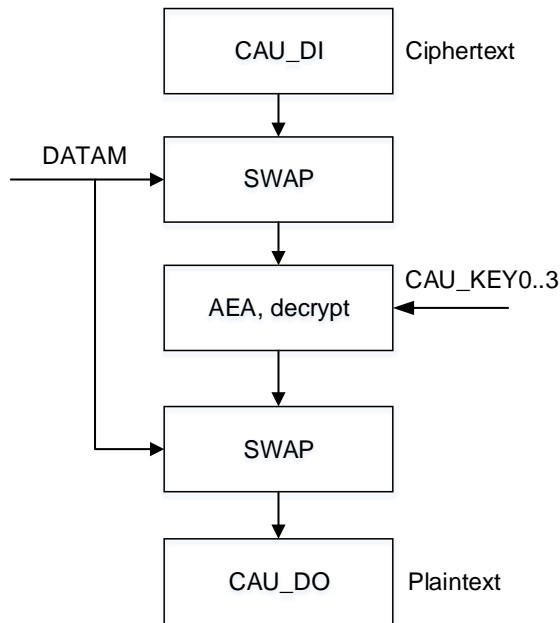 CAU_DI
Ciphertext
DATAM
SWAP
AEA, decrypt
CAU_KEY0..3
SWAP
CAU_DO
Plaintext